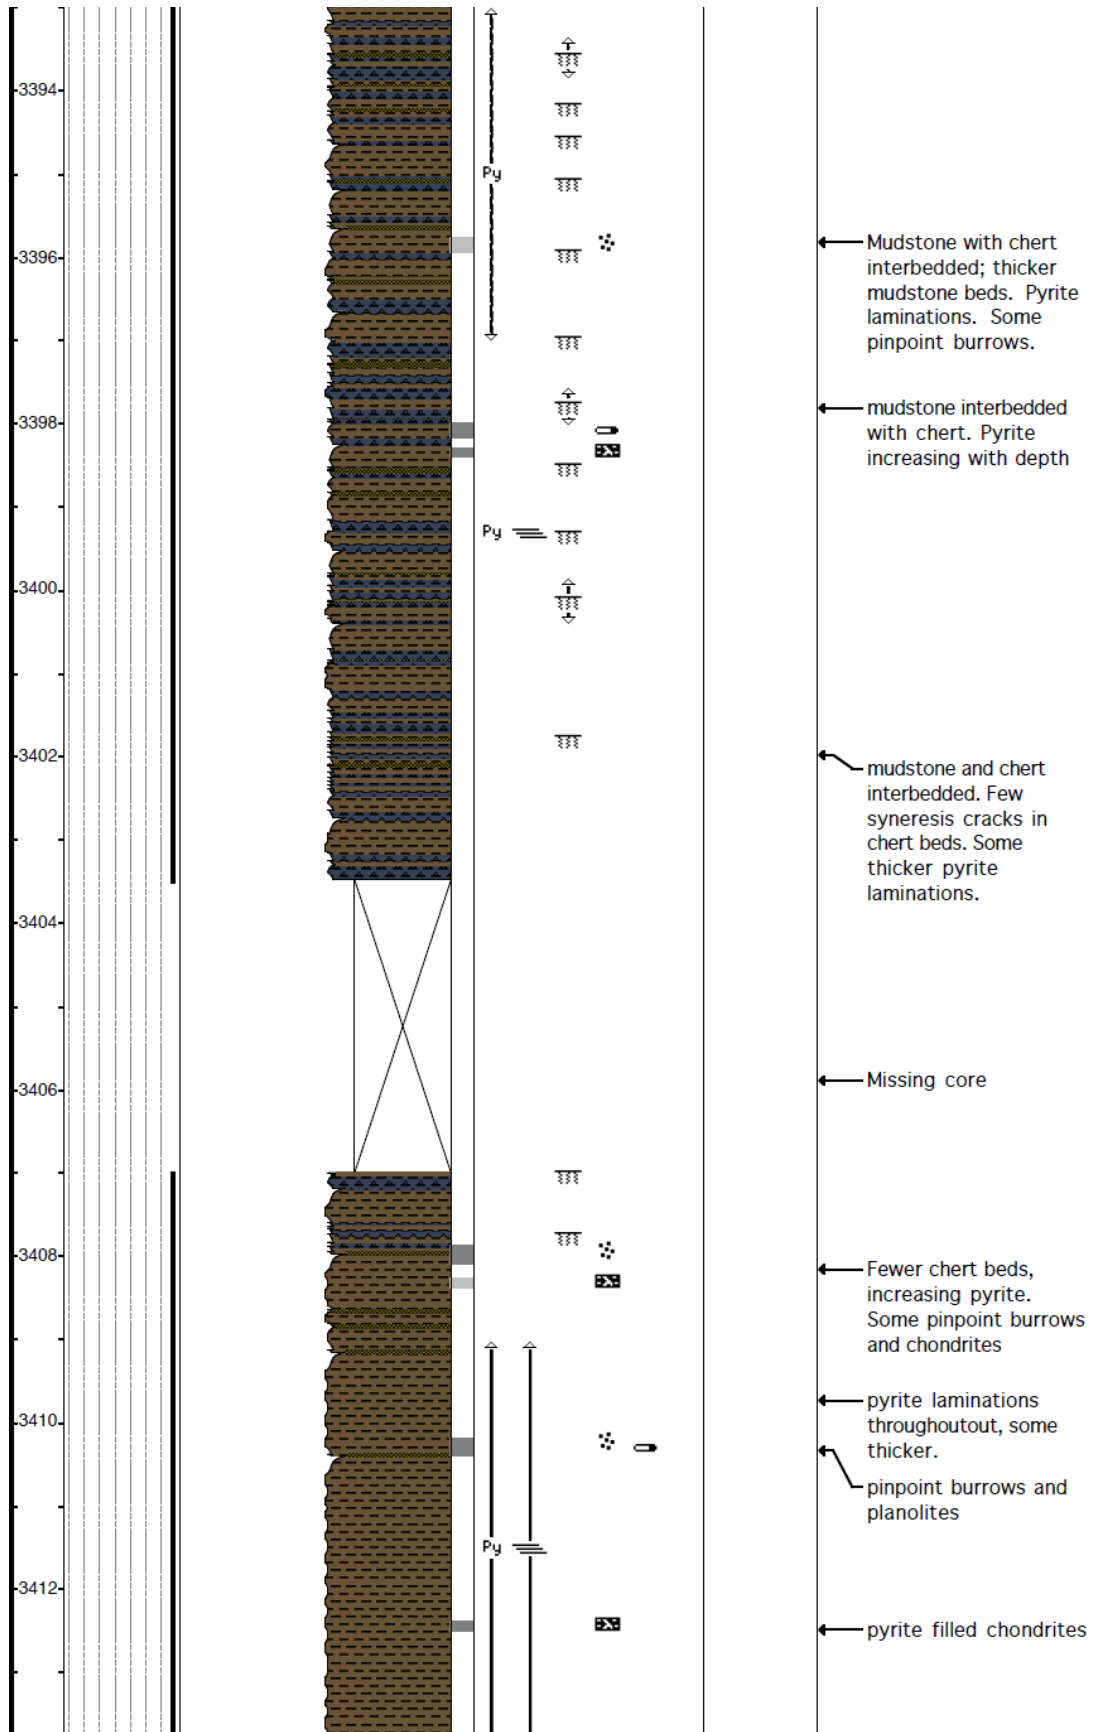 3394
Py
Mudstone with chert
interbedded; thicker
mudstone beds. Pyrite
laminations. Some
pinpoint burrows.
3396
mudstone interbedded
with chert. Pyrite
increasing with depth
3398
Py
3400
3402
mudstone and chert
interbedded. Few
syneresis cracks in
chert beds. Some
thicker pyrite
laminations.
3404
3406
Missing core
3408
Fewer chert beds,
increasing pyrite.
Some pinpoint burrows
and chondrites
pyrite laminations
throughoutout, some
thicker.
3410
pinpoint burrows and
planolites
Py
3412
pyrite filled chondrites